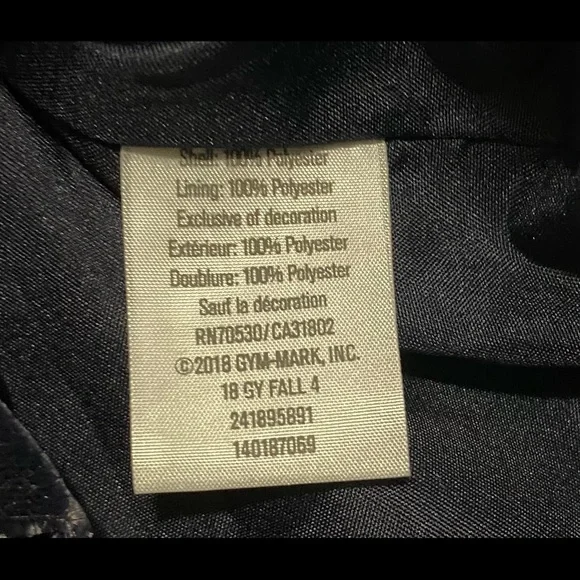 Shell: 100% Polyester
Lining: 100% Polyester
Exclusive of decoration
Extérieur: 100% Polyester
Doublure: 100% Polyester
Sauf la décoration
RN70530/CA31802
©2018 GYM-MARK, INC.
18 GY FALL 4
241895891
140187069